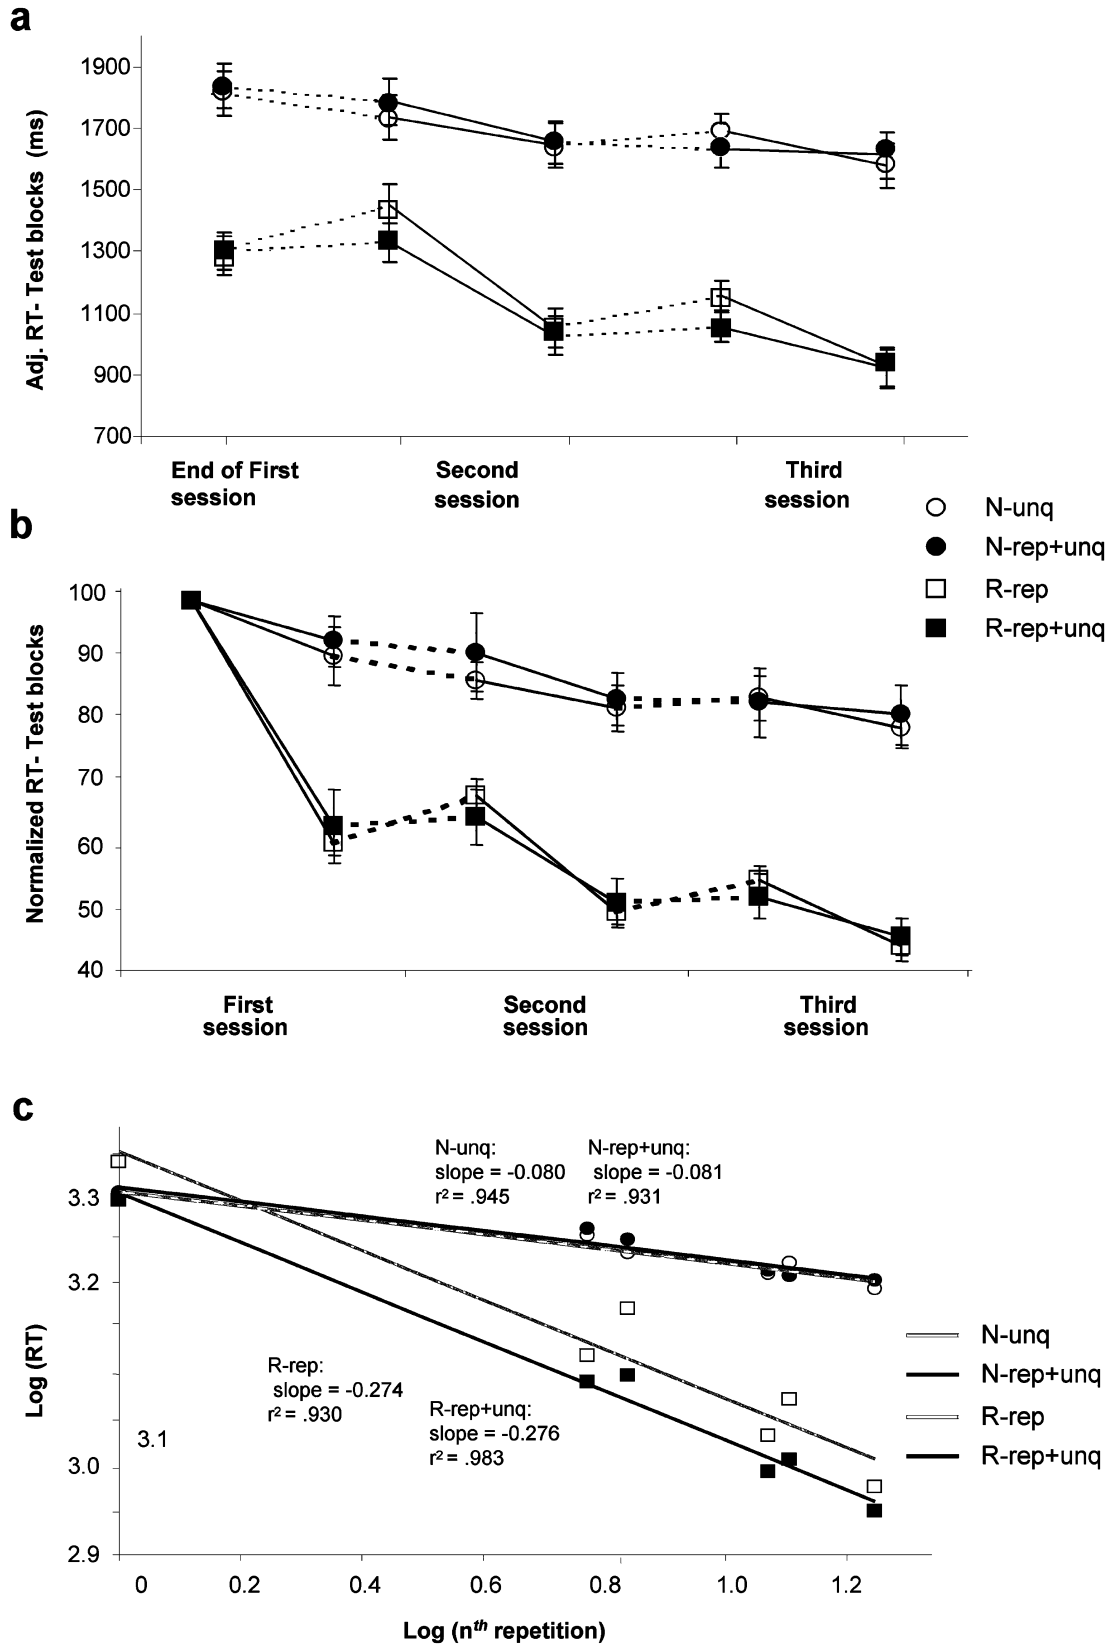 a
1900
1700
1500
1300
1100
900
700
Adj. RT- Test blocks (ms)
End of First
session
Second
session
Third
session
N-unq
N-rep+unq
R-rep
R-rep+unq
b
100
90
80
70
60
50
40
Normalized RT- Test blocks
First
session
Second
session
Third
session
c
3.3
3.2
3.1
3.0
2.9
Log (RT)
N-unq:
slope = -0.080
r² = .945
N-rep+unq:
slope = -0.081
r² = .931
R-rep:
slope = -0.274
r² = .930
R-rep+unq:
slope = -0.276
r² = .983
N-unq
N-rep+unq
R-rep
R-rep+unq
0 0.2 0.4 0.6 0.8 1.0 1.2
Log (nth repetition)